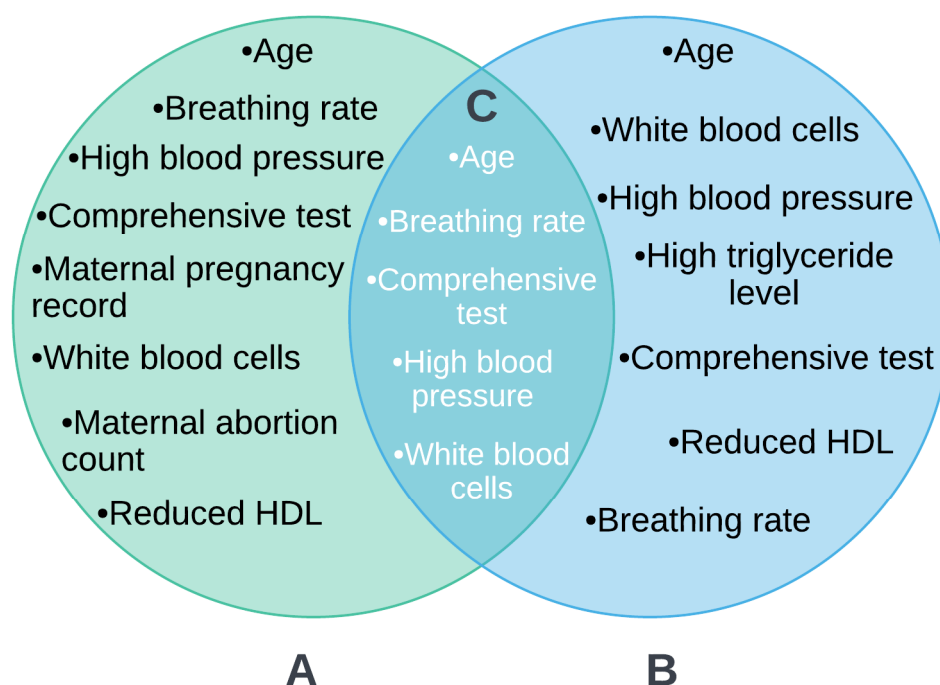 •Age
•Breathing rate
•High blood pressure
•Comprehensive test
•Maternal pregnancy
record
•White blood cells
•Maternal abortion
count
•Reduced HDL
C
•Age
•Breathing rate
•Comprehensive
test
•High blood
pressure
•White blood
cells
•Age
•White blood cells
•High blood pressure
•High triglyceride
level
•Comprehensive test
•Reduced HDL
•Breathing rate
A
B